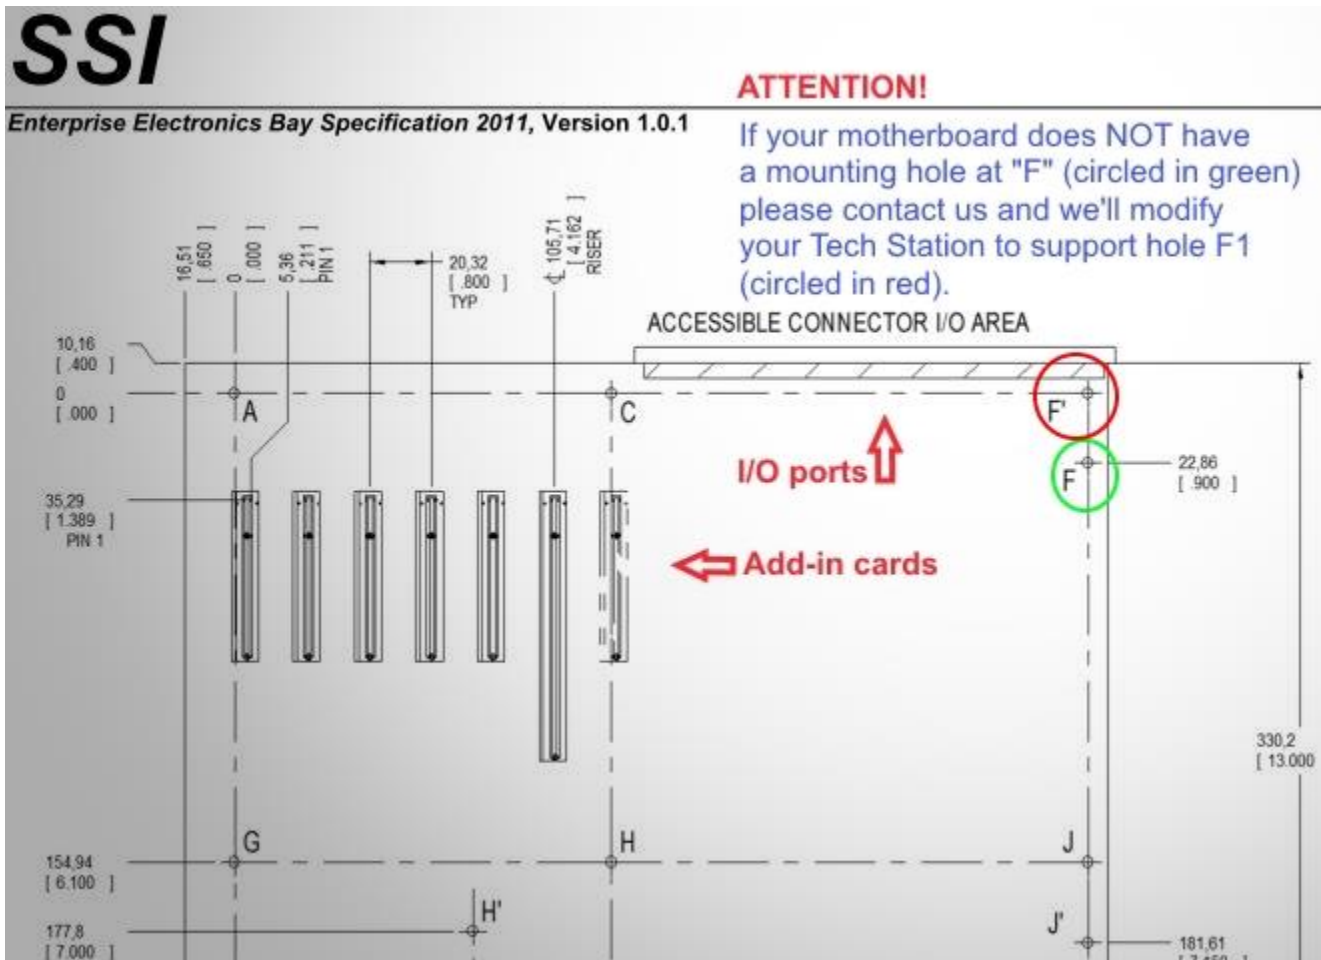 SSI
Enterprise Electronics Bay Specification 2011, Version 1.0.1
ATTENTION!
If your motherboard does NOT have
a mounting hole at "F" (circled in green)
please contact us and we'll modify
your Tech Station to support hole F1
(circled in red).
16,51
[ .650 ]
0
[ .000 ]
5,36
[ .211 ]
PIN 1
20,32
[ .800 ]
TYP
℄ 105,71
[ 4.162 ]
RISER
ACCESSIBLE CONNECTOR I/O AREA
10,16
[ .400 ]
0
[ .000 ]
A
C
F'
I/O ports
F
22,86
[ .900 ]
35,29
[ 1.389 ]
PIN 1
Add-in cards
330,2
[ 13.000
G
H
J
154,94
[ 6.100 ]
H'
J'
177,8
[ 7.000 ]
181,61